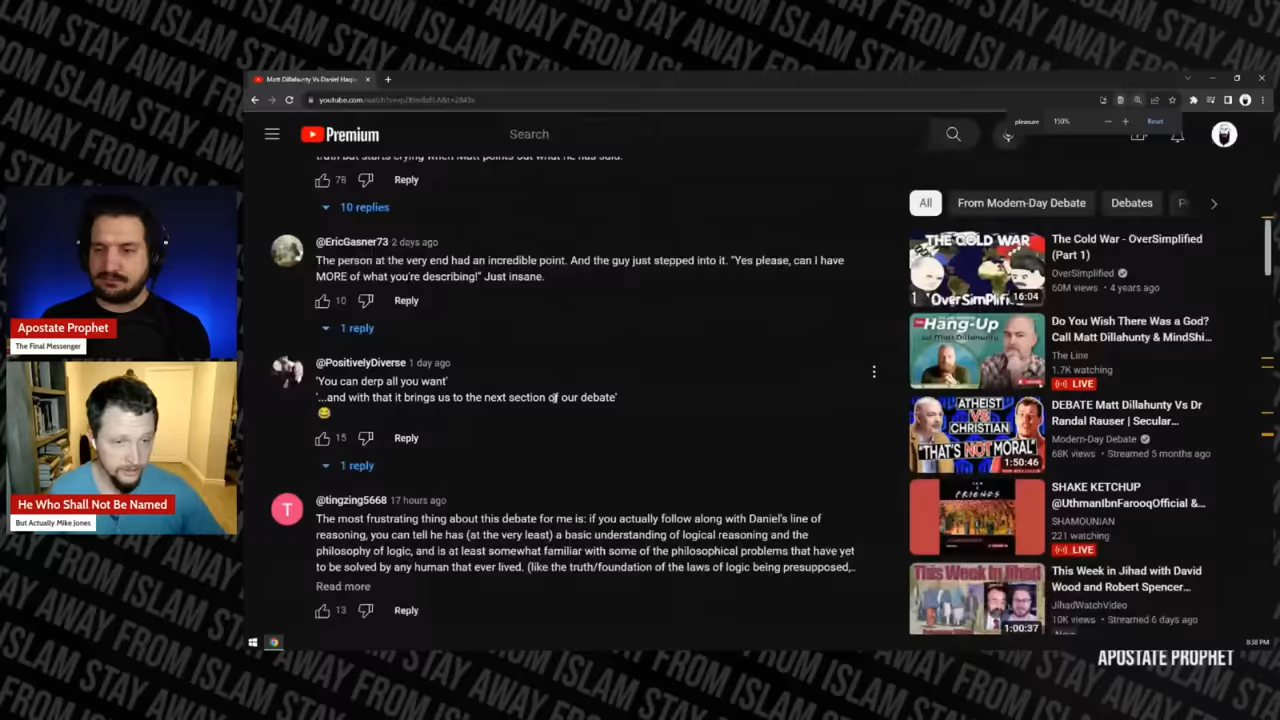 STAY AWAY FROM ISLAM
Matt Dillahunty Vs Daniel Haqiq
Premium
Search
pleasure
150%
Reset
truth but starts crying when Matt points out what he has said.
78
Reply
10 replies
@EricGasner73 2 days ago
The person at the very end had an incredible point. And the guy just stepped into it. "Yes please, can I have
MORE of what you're describing!" Just insane.
10
Reply
1 reply
@PositivelyDiverse 1 day ago
'You can derp all you want'
'...and with that it brings us to the next section of our debate'
15
Reply
1 reply
T
@tingzing5668 17 hours ago
The most frustrating thing about this debate for me is: if you actually follow along with Daniel's line of
reasoning, you can tell he has (at the very least) a basic understanding of logical reasoning and the
philosophy of logic, and is at least somewhat familiar with some of the philosophical problems that have yet
to be solved by any human that ever lived. (like the truth/foundation of the laws of logic being presupposed,..
Read more
13
Reply
All
From Modern-Day Debate
Debates
THE COLD WAR
OverSimplifi
16:04
The Cold War - OverSimplified
(Part 1)
OverSimplified
60M views • 4 years ago
Hang-Up
Do You Wish There Was a God?
Call Matt Dillahunty & MindShi...
The Line
1.7K watching
LIVE
ATHEIST
VS
CHRISTIAN
"THAT'S NOT MORAL"
1:50:46
DEBATE Matt Dillahunty Vs Dr
Randal Rauser | Secular...
Modern-Day Debate
68K views • Streamed 5 months ago
FRIENDS
SHAKE KETCHUP
@UthmanIbnFarooqOfficial &...
SHAMOUNIAN
221 watching
LIVE
This Week in Jihad
1:00:37
This Week in Jihad with David
Wood and Robert Spencer...
JihadWatchVideo
10K views • Streamed 6 days ago
8:38 PM
Apostate Prophet
The Final Messenger
He Who Shall Not Be Named
But Actually Mike Jones
APOSTATE PROPHET